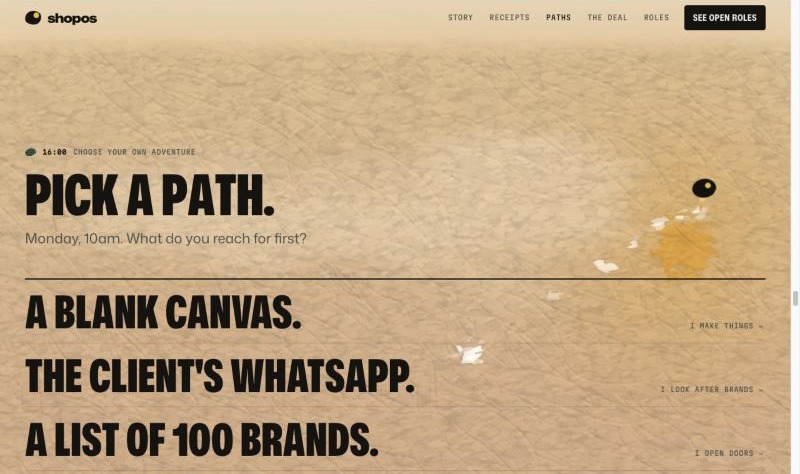 shopos
STORY RECEIPTS PATHS THE DEAL ROLES SEE OPEN ROLES
16:00 CHOOSE YOUR OWN ADVENTURE
PICK A PATH.
Monday, 10am. What do you reach for first?
A BLANK CANVAS.
I MAKE THINGS →
THE CLIENT'S WHATSAPP.
I LOOK AFTER BRANDS →
A LIST OF 100 BRANDS.
I OPEN DOORS →